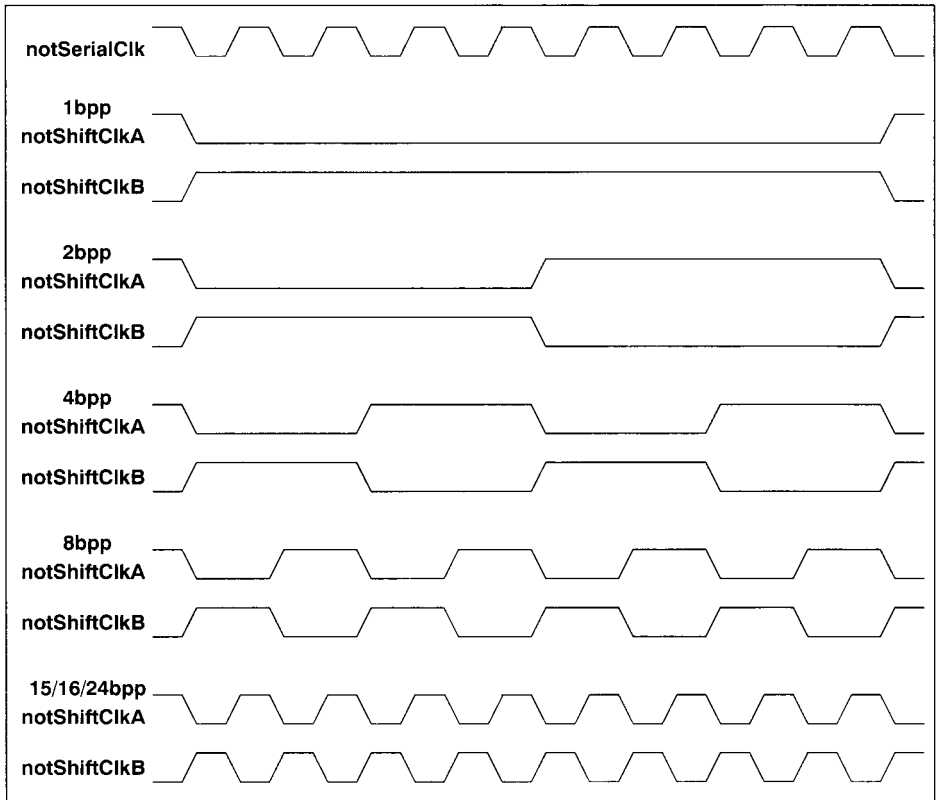 notSerialClk
1bpp
notShiftClkA
notShiftClkB
2bpp
notShiftClkA
notShiftClkB
4bpp
notShiftClkA
notShiftClkB
8bpp
notShiftClkA
notShiftClkB
15/16/24bpp
notShiftClkA
notShiftClkB